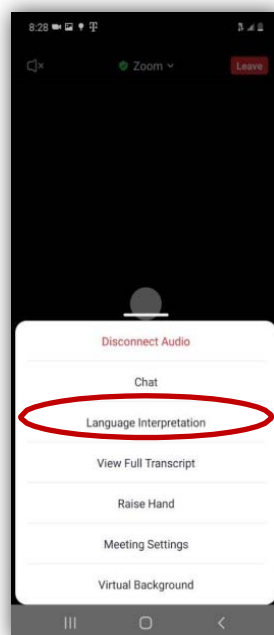 8:28
Zoom
Leave
Disconnect Audio
Chat
Language Interpretation
View Full Transcript
Raise Hand
Meeting Settings
Virtual Background